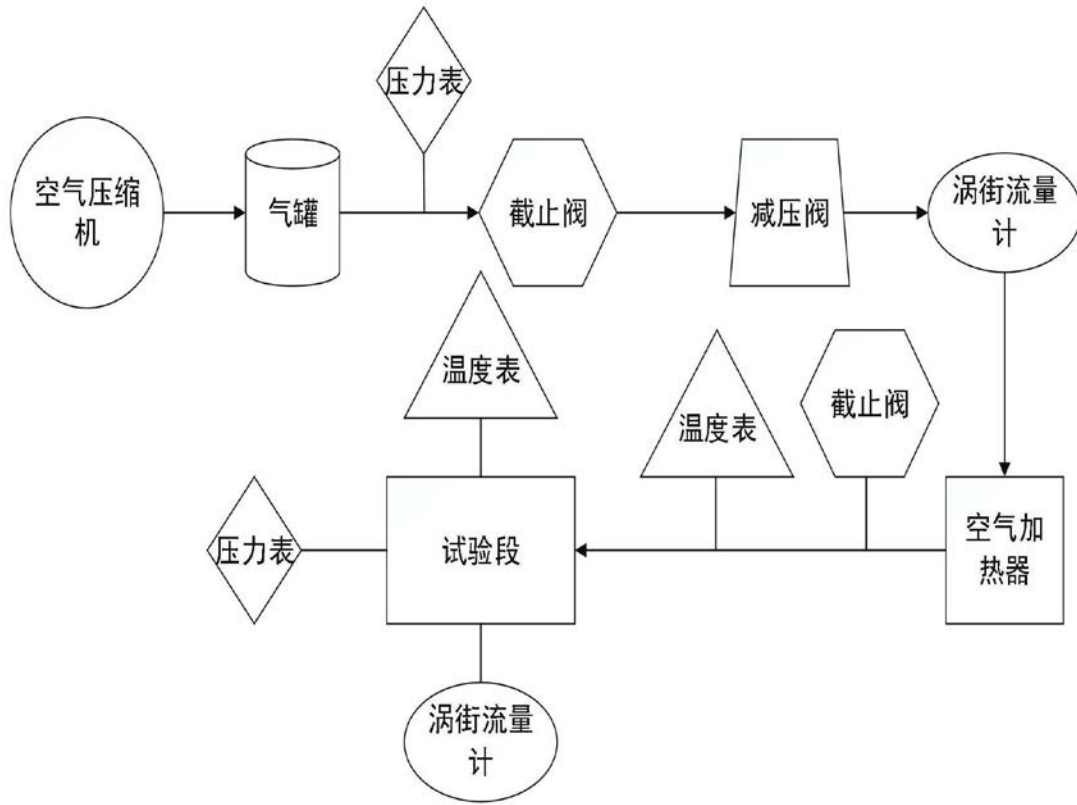 压力表
空气压缩
机
气罐
截止阀
减压阀
涡街流量
计
温度表
温度表
截止阀
压力表
试验段
空气加
热器
涡街流量
计